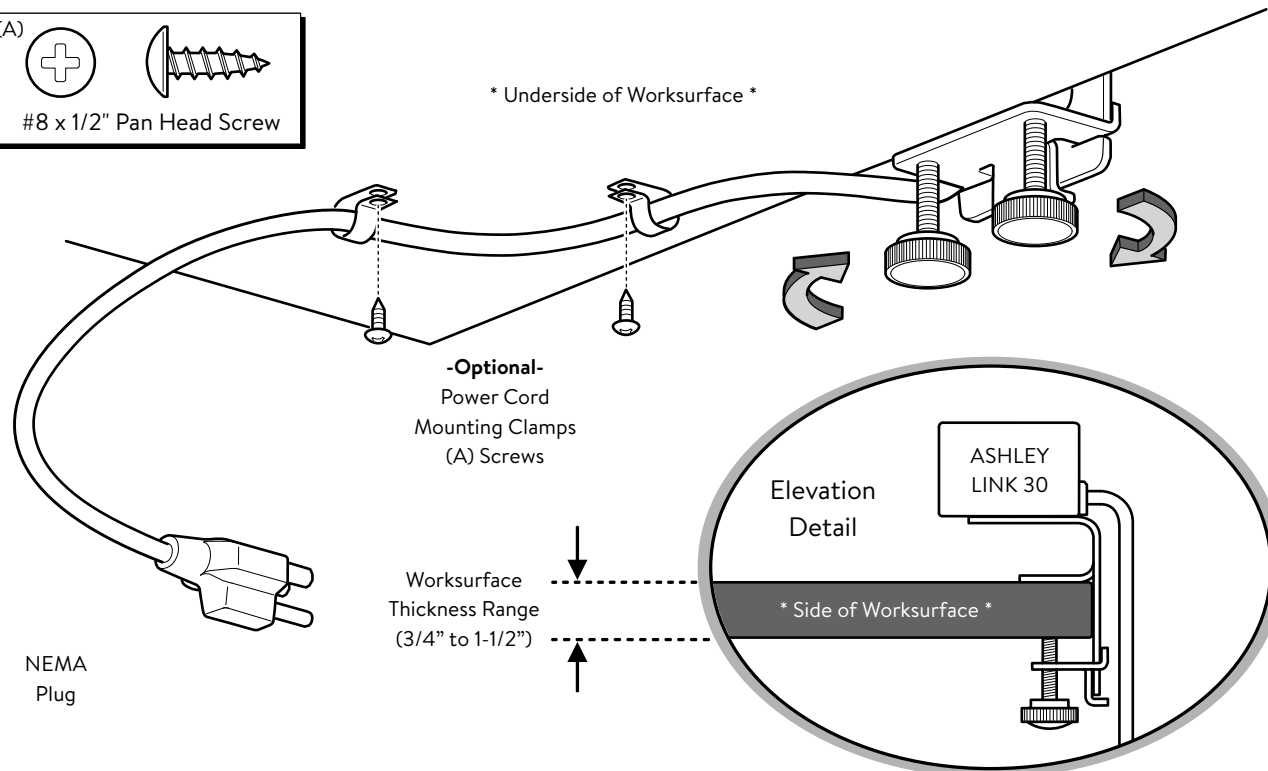 (A)
#8 x 1/2" Pan Head Screw
* Underside of Worksurface *
-Optional-
Power Cord
Mounting Clamps
(A) Screws
ASHLEY
LINK 30
Elevation
Detail
Worksurface
Thickness Range
(3/4” to 1-1/2”)
* Side of Worksurface *
NEMA
Plug